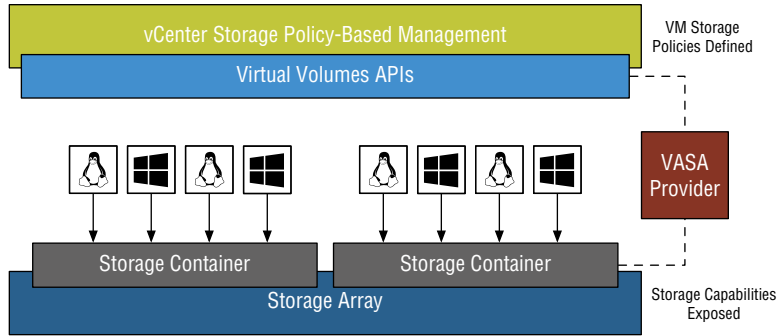 vCenter Storage Policy-Based Management
VM Storage
Policies Defined
Virtual Volumes APIs
VASA
Provider
Storage Container
Storage Container
Storage Array
Storage Capabilities
Exposed